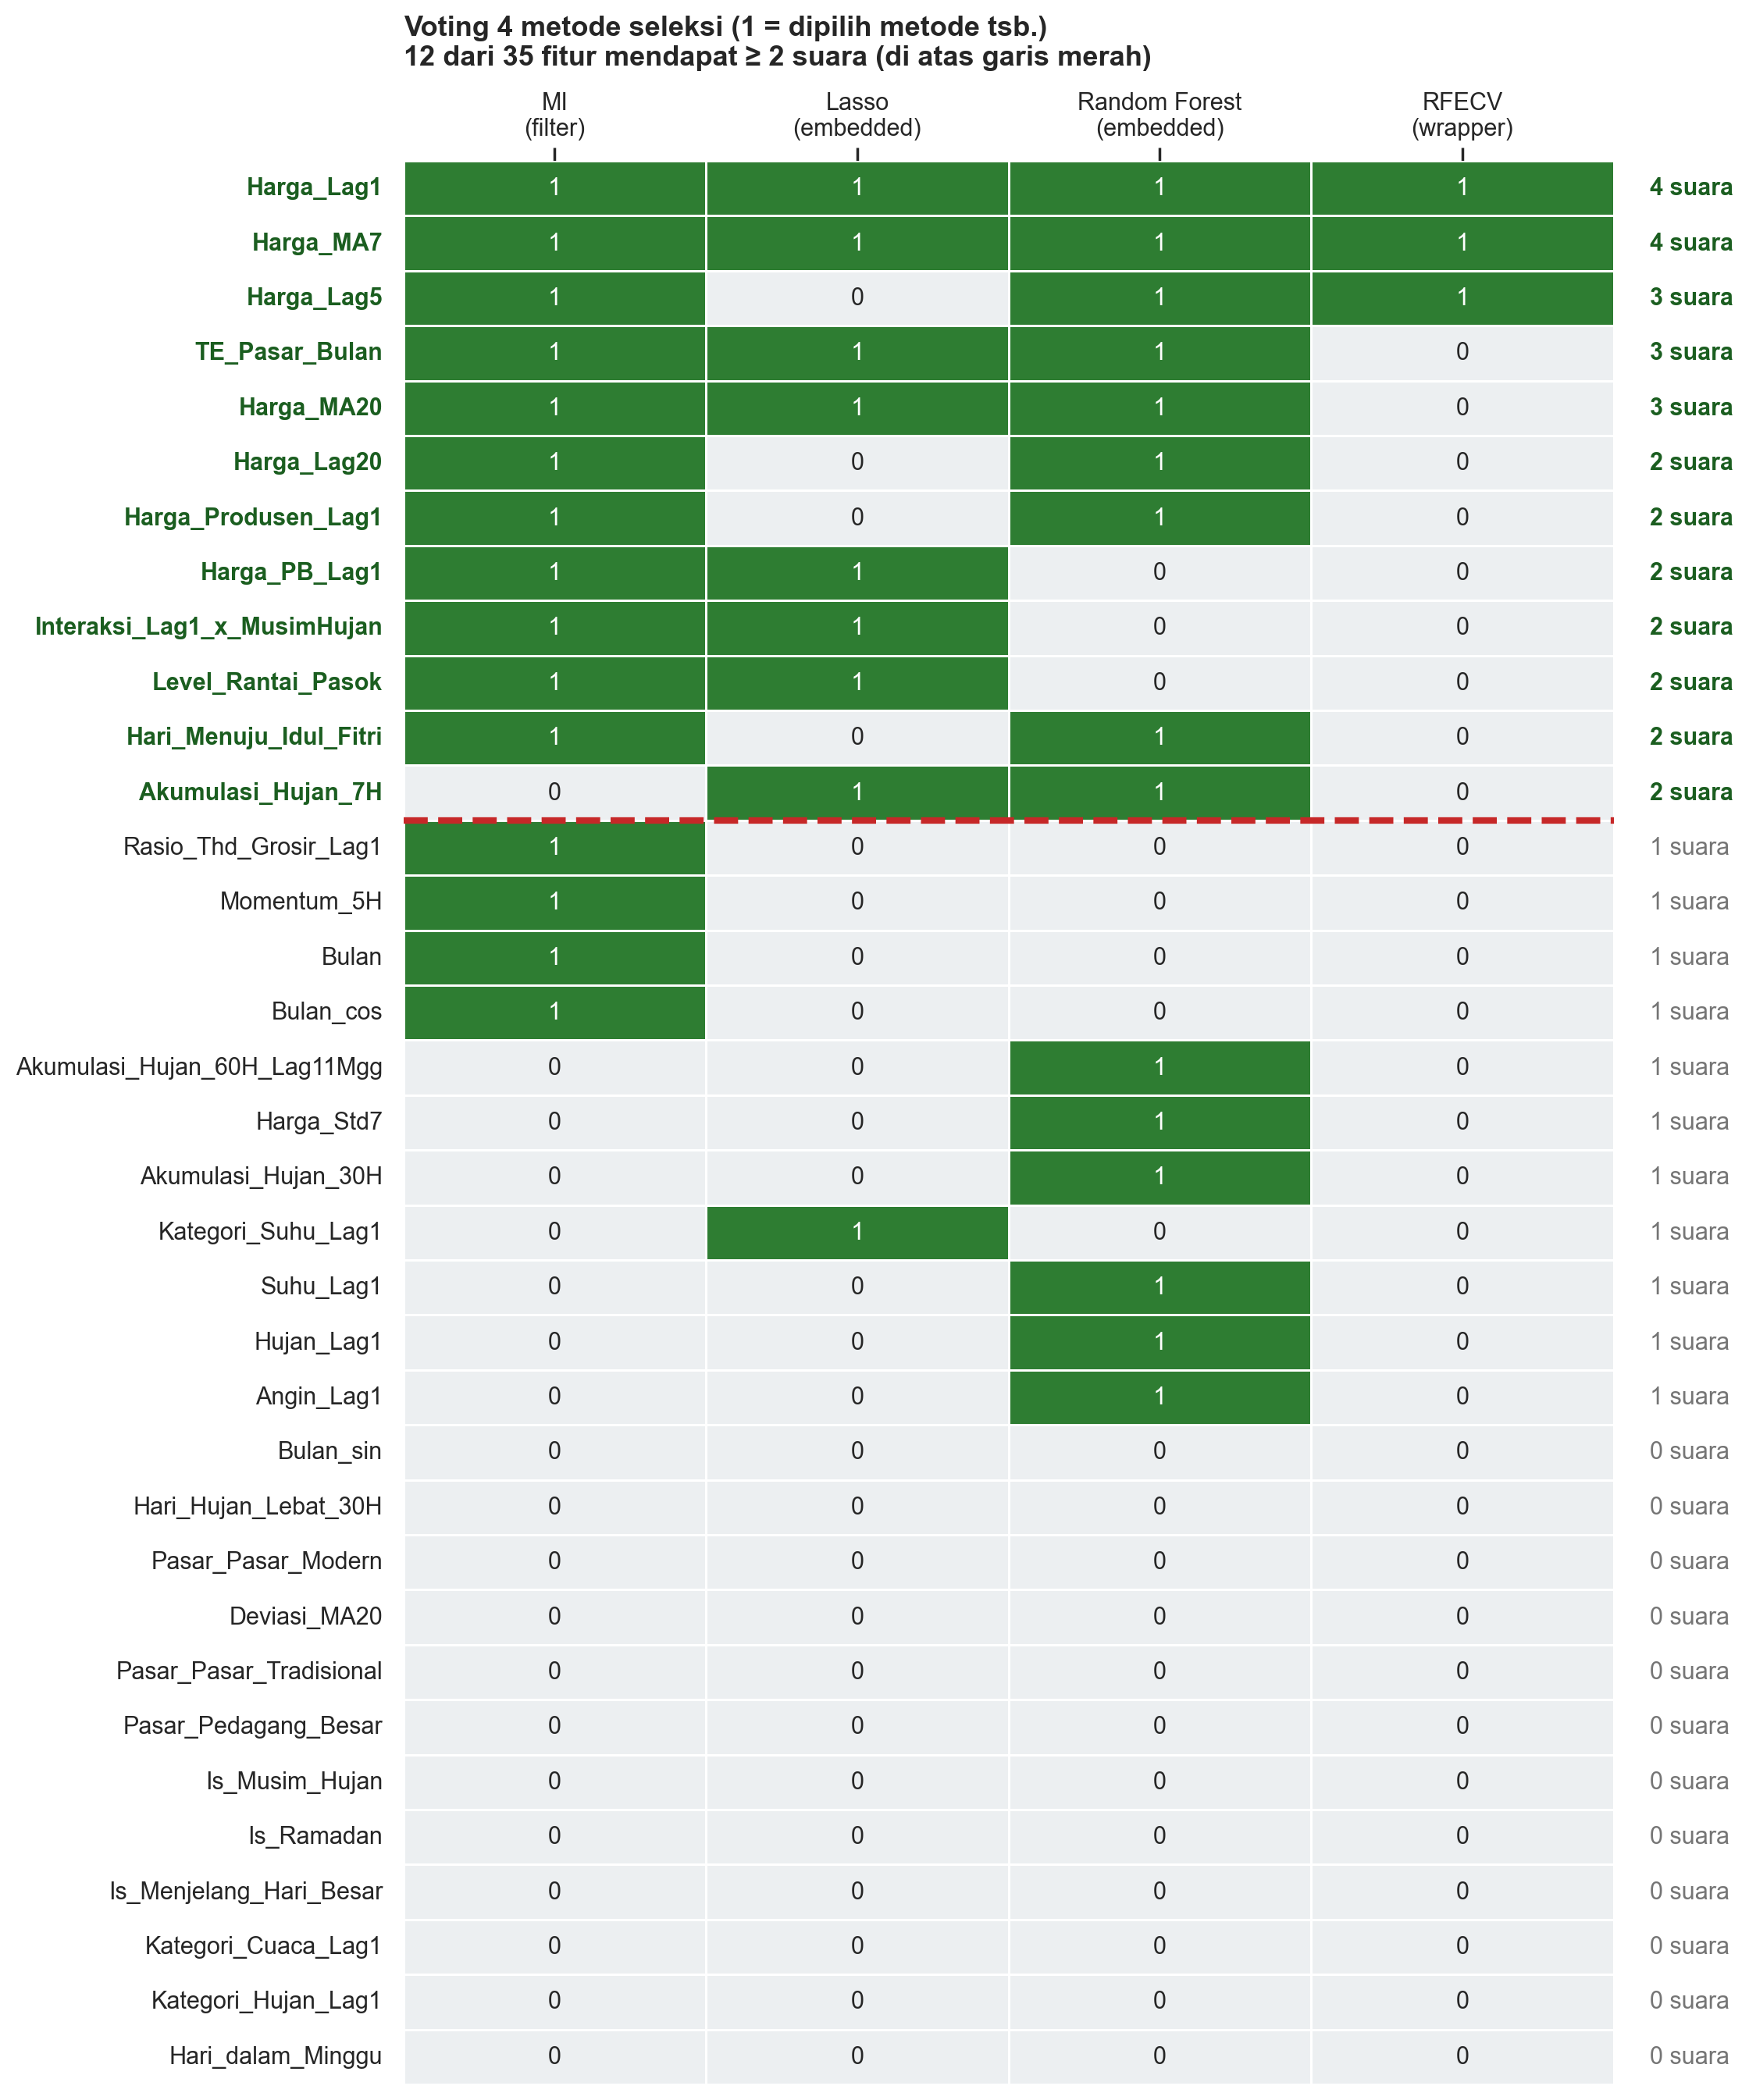 Voting 4 metode seleksi (1 = dipilih metode tsb.)
12 dari 35 fitur mendapat ≥ 2 suara (di atas garis merah)
MI Lasso Random Forest RFECV
(filter) (embedded) (embedded) (wrapper)
Harga_Lag1 1 1 1 1 4 suara
Harga_MA7 1 1 1 1 4 suara
Harga_Lag5 1 0 1 1 3 suara
TE_Pasar_Bulan 1 1 1 0 3 suara
Harga_MA20 1 1 1 0 3 suara
Harga_Lag20 1 0 1 0 2 suara
Harga_Produsen_Lag1 1 0 1 0 2 suara
Harga_PB_Lag1 1 1 0 0 2 suara
Interaksi_Lag1_x_MusimHujan 1 1 0 0 2 suara
Level_Rantai_Pasok 1 1 0 0 2 suara
Hari_Menuju_Idul_Fitri 1 0 1 0 2 suara
Akumulasi_Hujan_7H 0 1 1 0 2 suara
Rasio_Thd_Grosir_Lag1 1 0 0 0 1 suara
Momentum_5H 1 0 0 0 1 suara
Bulan 1 0 0 0 1 suara
Bulan_cos 1 0 0 0 1 suara
Akumulasi_Hujan_60H_Lag11Mgg 0 0 1 0 1 suara
Harga_Std7 0 0 1 0 1 suara
Akumulasi_Hujan_30H 0 0 1 0 1 suara
Kategori_Suhu_Lag1 0 1 0 0 1 suara
Suhu_Lag1 0 0 1 0 1 suara
Hujan_Lag1 0 0 1 0 1 suara
Angin_Lag1 0 0 1 0 1 suara
Bulan_sin 0 0 0 0 0 suara
Hari_Hujan_Lebat_30H 0 0 0 0 0 suara
Pasar_Pasar_Modern 0 0 0 0 0 suara
Deviasi_MA20 0 0 0 0 0 suara
Pasar_Pasar_Tradisional 0 0 0 0 0 suara
Pasar_Pedagang_Besar 0 0 0 0 0 suara
Is_Musim_Hujan 0 0 0 0 0 suara
Is_Ramadan 0 0 0 0 0 suara
Is_Menjelang_Hari_Besar 0 0 0 0 0 suara
Kategori_Cuaca_Lag1 0 0 0 0 0 suara
Kategori_Hujan_Lag1 0 0 0 0 0 suara
Hari_dalam_Minggu 0 0 0 0 0 suara